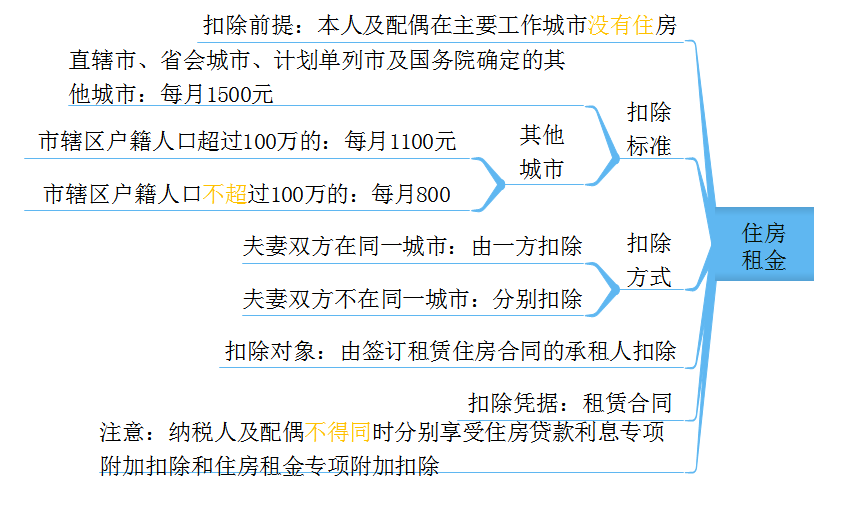 扣除前提：本人及配偶在主要工作城市没有住房
直辖市、省会城市、计划单列市及国务院确定的其
他城市：每月1500元
市辖区户籍人口超过100万的：每月1100元
市辖区户籍人口不超过100万的：每月800
其他
城市
扣除
标准
夫妻双方在同一城市：由一方扣除
夫妻双方不在同一城市：分别扣除
扣除
方式
住房
租金
扣除对象：由签订租赁住房合同的承租人扣除
扣除凭据：租赁合同
注意：纳税人及配偶不得同时分别享受住房贷款利息专项
附加扣除和住房租金专项附加扣除